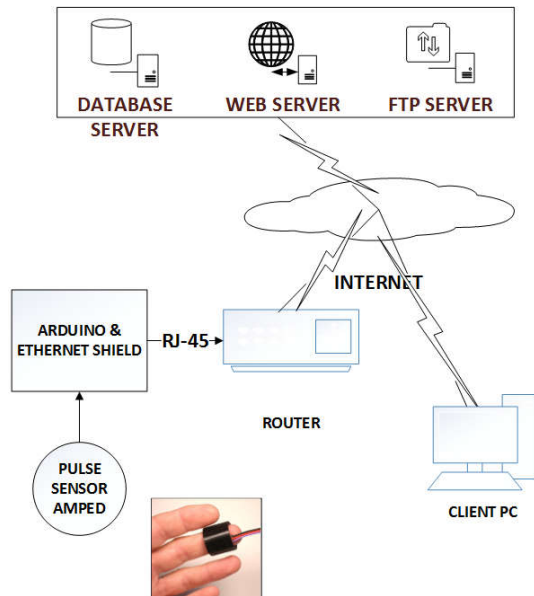 DATABASE SERVER
WEB SERVER
FTP SERVER
INTERNET
ARDUINO &
ETHERNET SHIELD
RJ-45
ROUTER
PULSE
SENSOR
AMPED
CLIENT PC